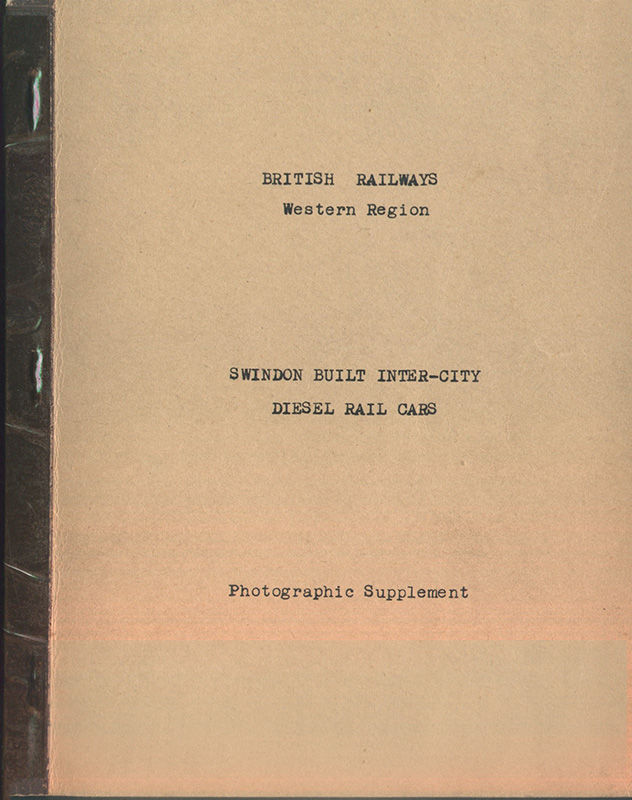 BRITISH RAILWAYS
Western Region
SWINDON BUILT INTER-CITY
DIESEL RAIL CARS
Photographic Supplement